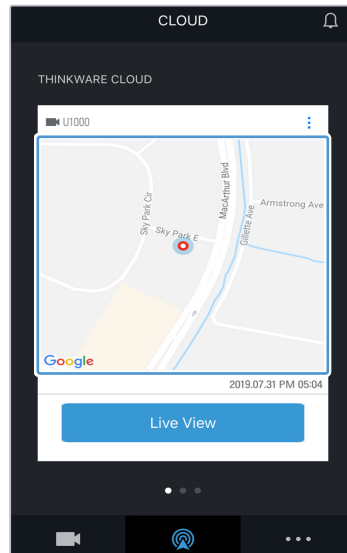 CLOUD
THINKWARE CLOUD
U1000
Sky Park Cir
Sky Park E
MacArthur Blvd
Gillette Ave
Armstrong Ave
Google
2019.07.31 PM 05:04
Live View